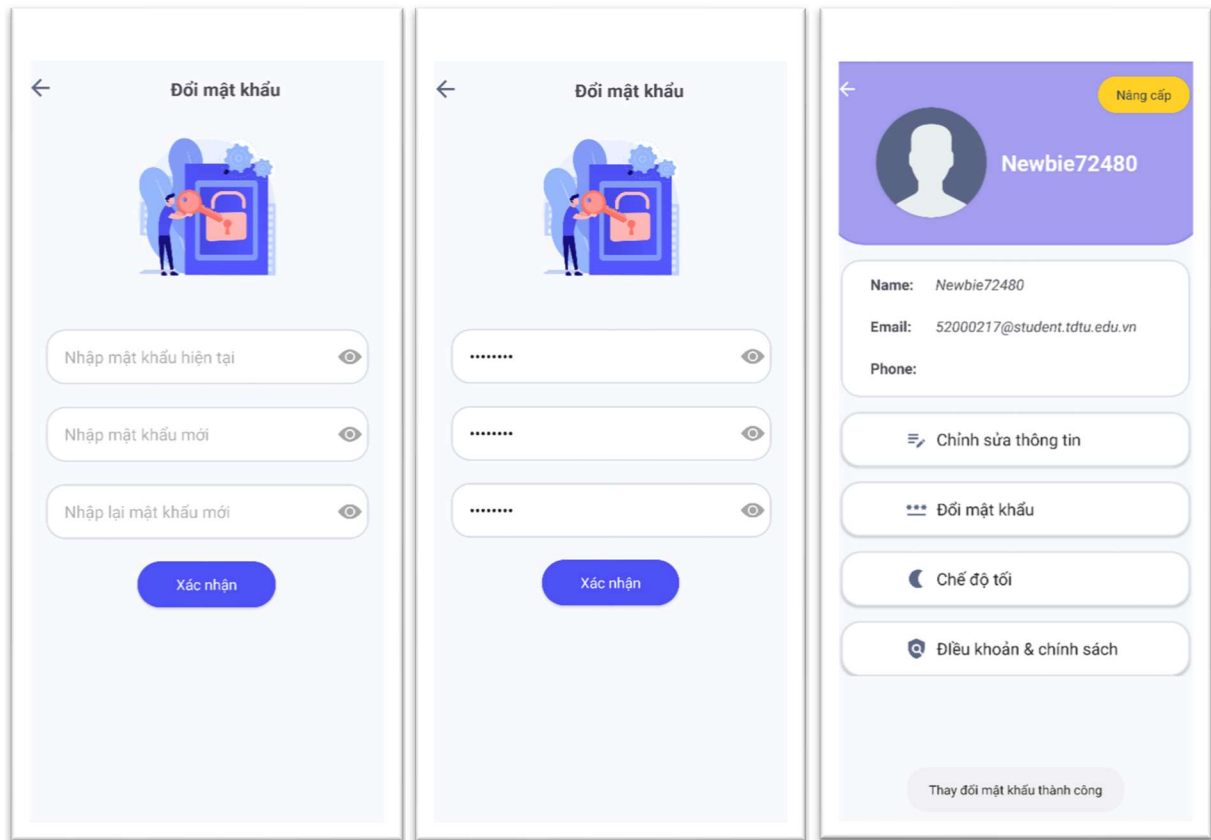 Đổi mật khẩu
Nhập mật khẩu hiện tại
Nhập mật khẩu mới
Nhập lại mật khẩu mới
Xác nhận
Đổi mật khẩu
••••••••
••••••••
••••••••
Xác nhận
Nâng cấp
Newbie72480
Name: Newbie72480
Email: 52000217@student.tdtu.edu.vn
Phone:
Chỉnh sửa thông tin
Đổi mật khẩu
Chế độ tối
ĐIều khoản & chính sách
Thay đổi mật khẩu thành công